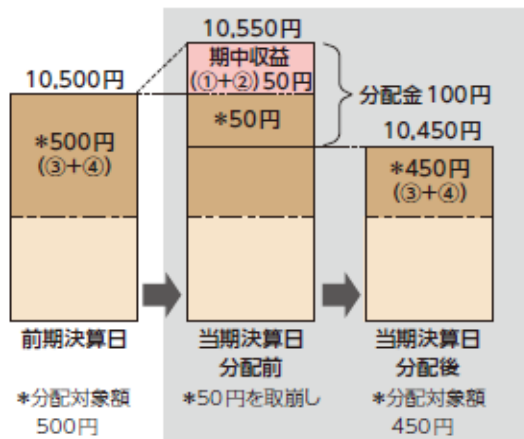 10,550円
期中収益
(①+②)50円
10,500円
分配金100円
*500円
(③+④)
*50円
10,450円
*450円
(③+④)
前期決算日
当期決算日
分配前
当期決算日
分配後
*分配対象額
500円
*50円を取崩し
*分配対象額
450円